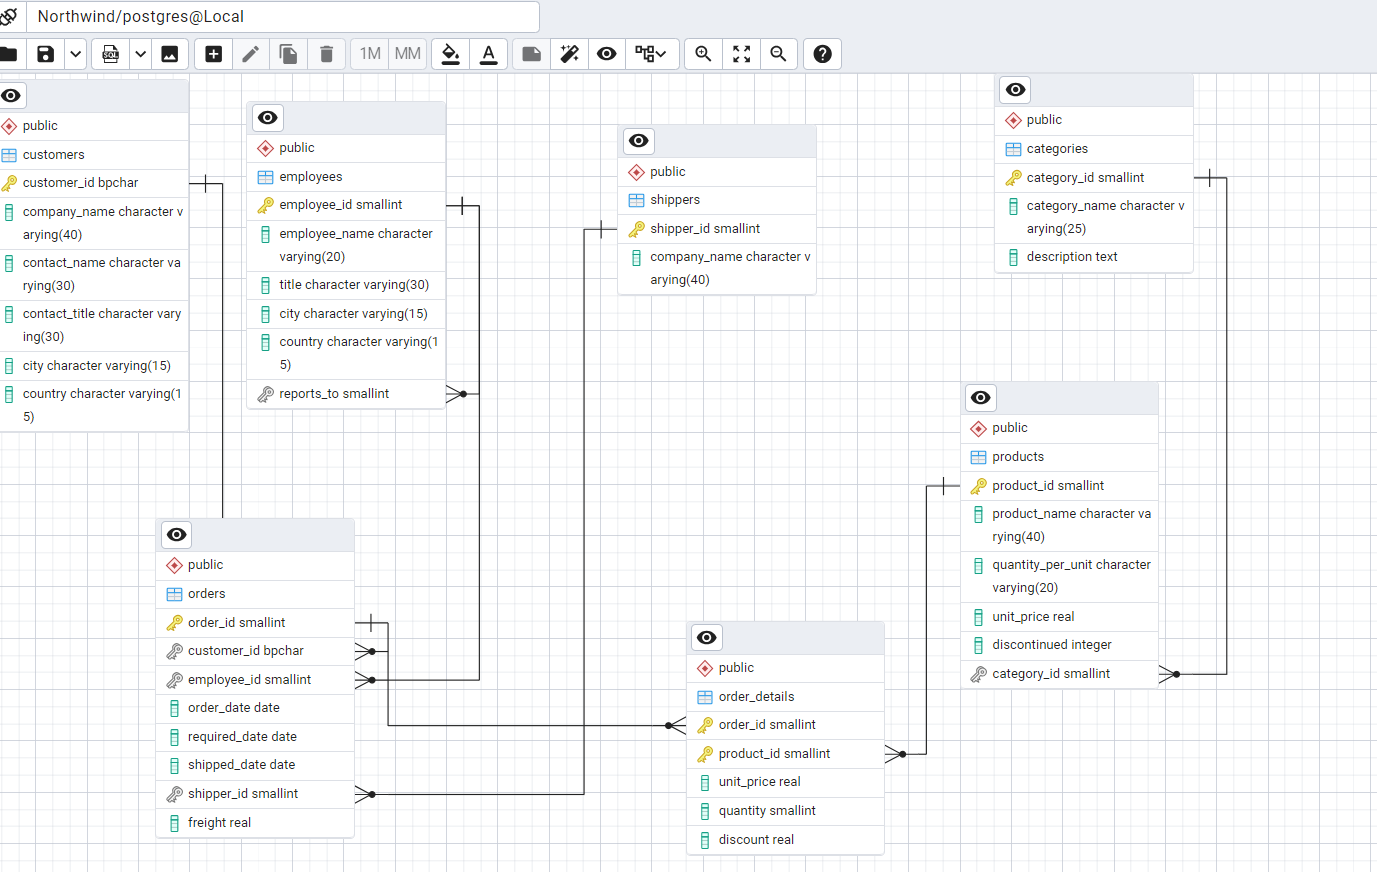 Northwind/postgres@Local
SQL
1M
MM
A
public
customers
customer_id bpchar
company_name character v
arying(40)
contact_name character va
rying(30)
contact_title character vary
ing(30)
city character varying(15)
country character varying(1
5)
public
employees
employee_id smallint
employee_name character
varying(20)
title character varying(30)
city character varying(15)
country character varying(1
5)
reports_to smallint
public
shippers
shipper_id smallint
company_name character v
arying(40)
public
categories
category_id smallint
category_name character v
arying(25)
description text
public
products
product_id smallint
product_name character va
rying(40)
quantity_per_unit character
varying(20)
unit_price real
discontinued integer
category_id smallint
public
orders
order_id smallint
customer_id bpchar
employee_id smallint
order_date date
required_date date
shipped_date date
shipper_id smallint
freight real
public
order_details
order_id smallint
product_id smallint
unit_price real
quantity smallint
discount real